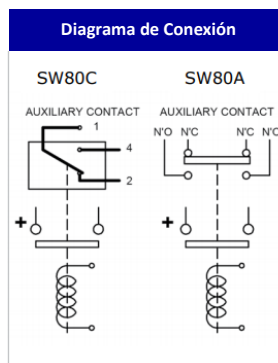 Diagrama de Conexión
SW80C SW80A
AUXILIARY CONTACT AUXILIARY CONTACT
1 N'O N'C N'C N'C
4
2
+ +